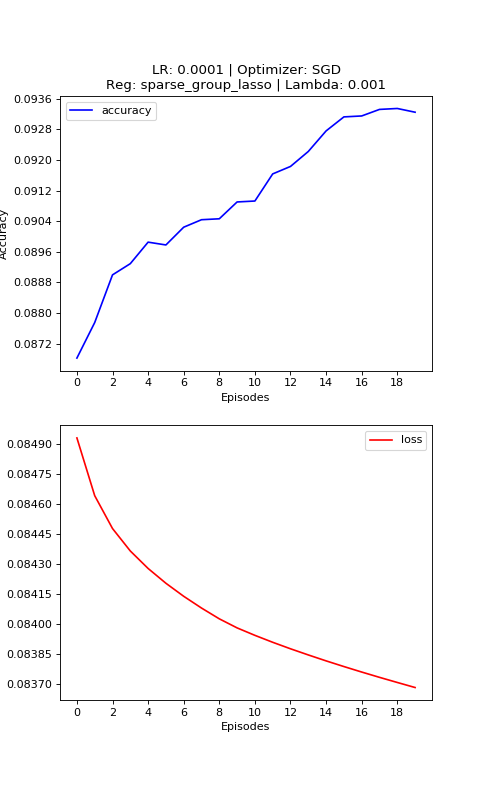 LR: 0.0001 | Optimizer: SGD
Reg: sparse_group_lasso | Lambda: 0.001
accuracy
0.0936
0.0928
0.0920
0.0912
0.0904
0.0896
0.0888
0.0880
0.0872
Accuracy
0 2 4 6 8 10 12 14 16 18
Episodes
loss
0.08490
0.08475
0.08460
0.08445
0.08430
0.08415
0.08400
0.08385
0.08370
0 2 4 6 8 10 12 14 16 18
Episodes